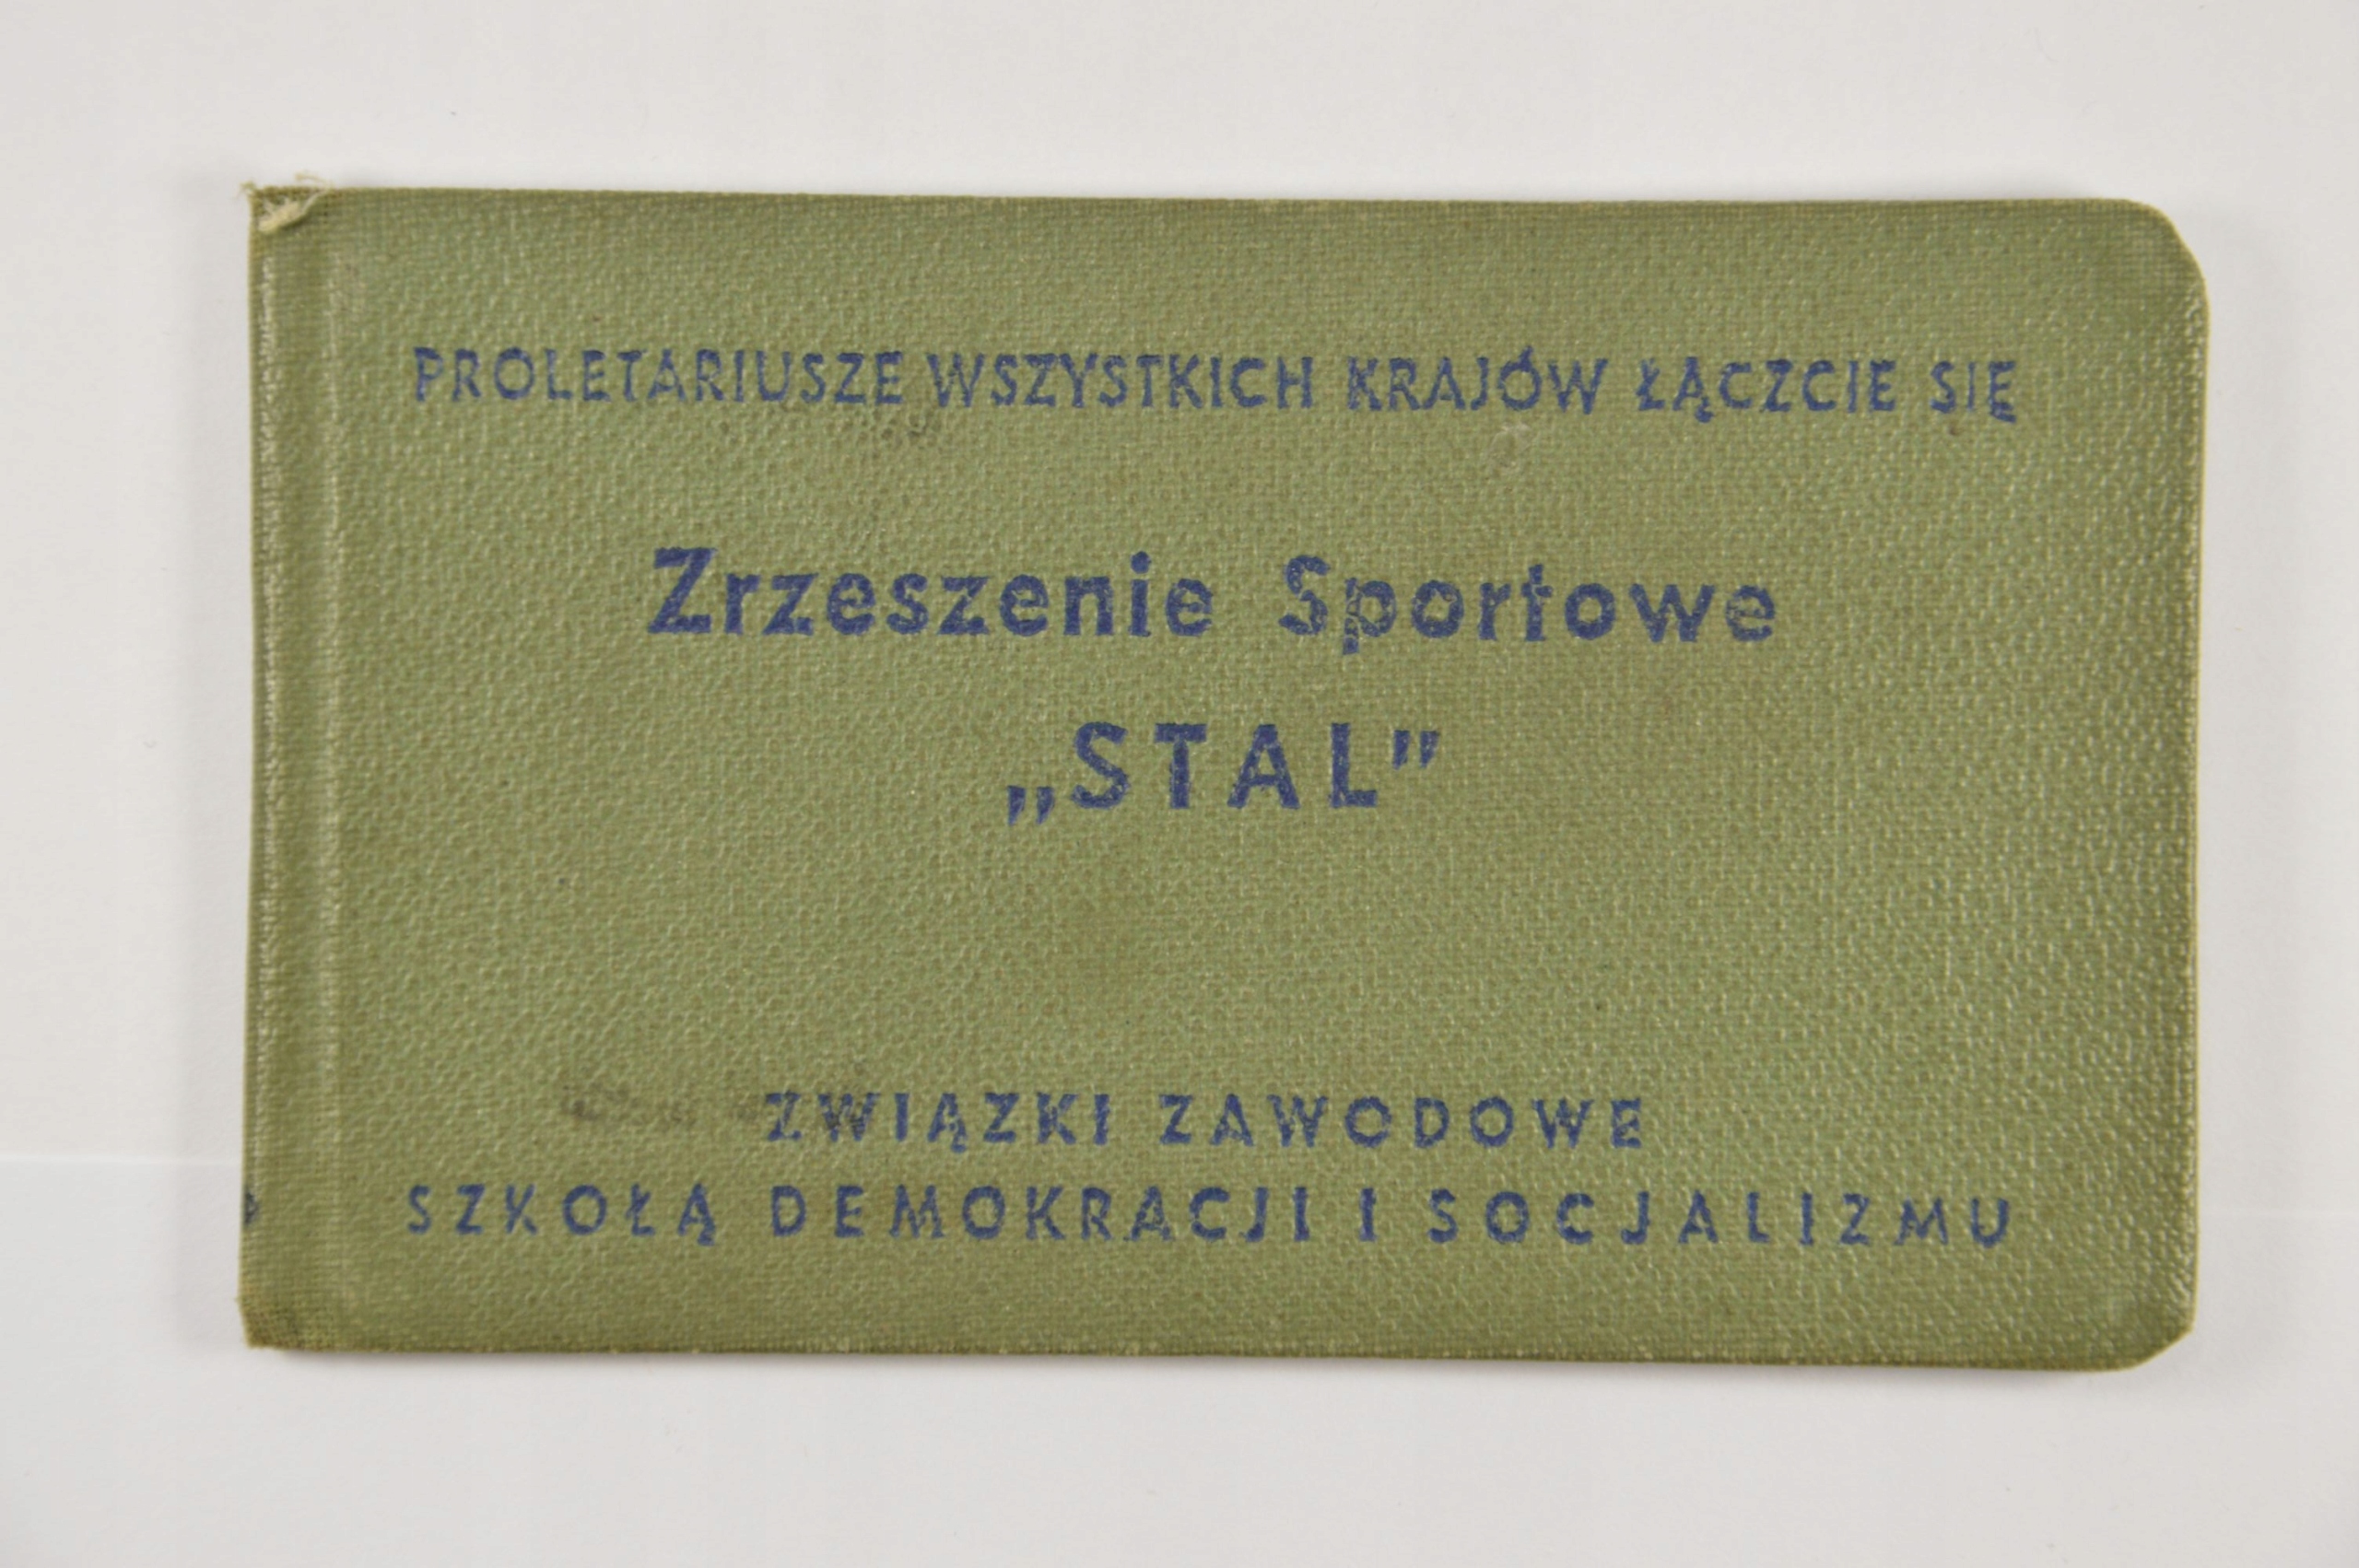 PROLETARIUSZE WSZYSTKICH KRAJÓW ŁĄCZCIE SIĘ
Zrzeszenie Sportowe
„STAL”
ZWIĄZKI ZAWODOWE
SZKOŁĄ DEMOKRACJI I SOCJALIZMU